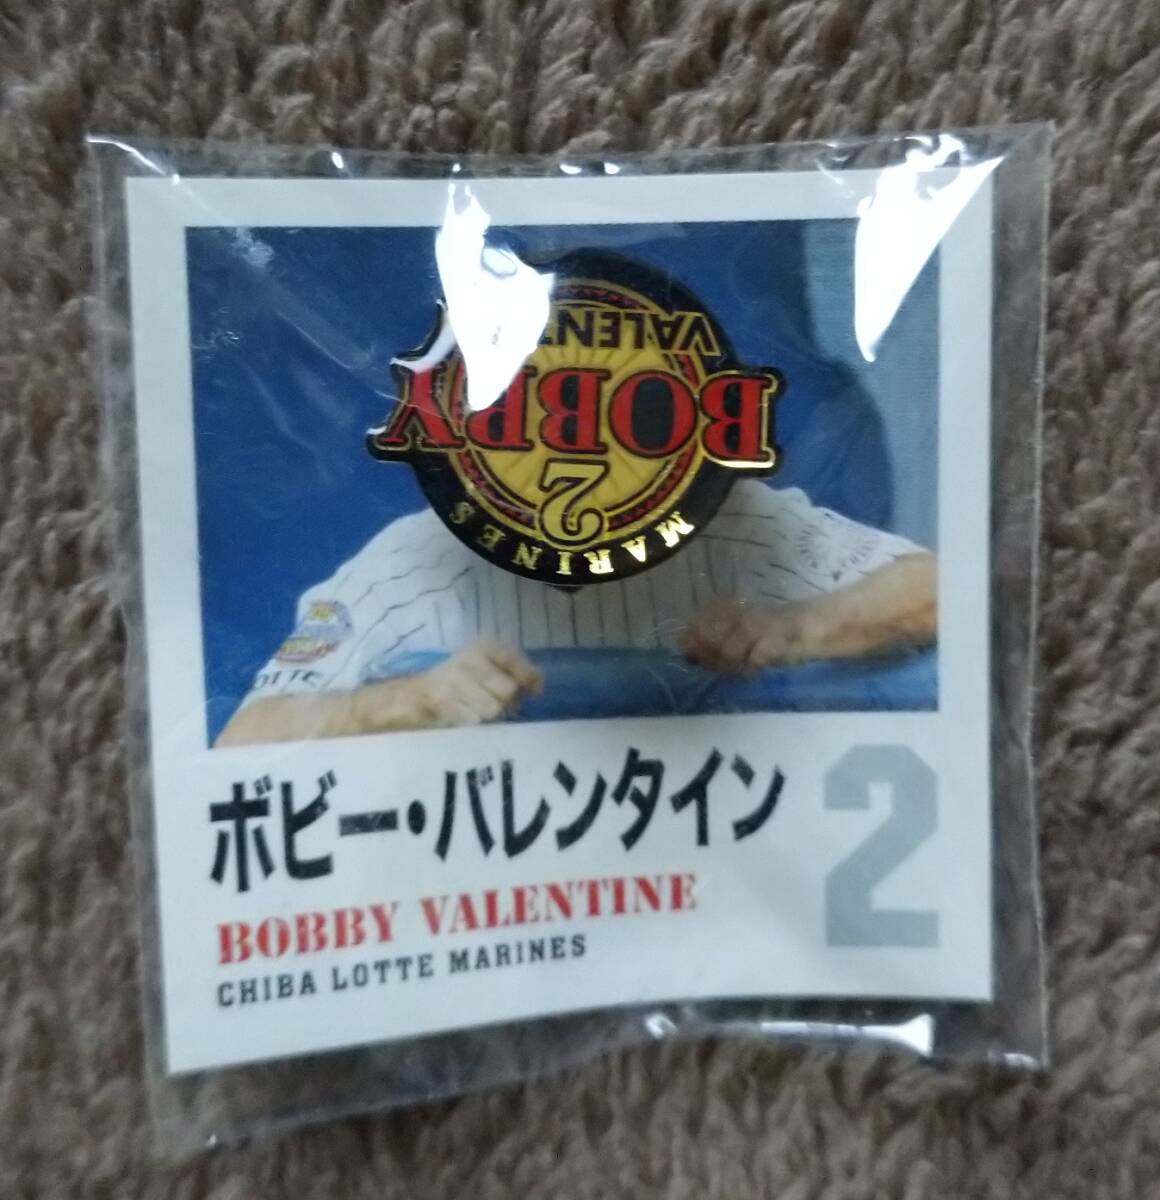 MARINES
2
BOBBY
VALENT
ボビー・バレンタイン
2
BOBBY VALENTINE
CHIBA LOTTE MARINES